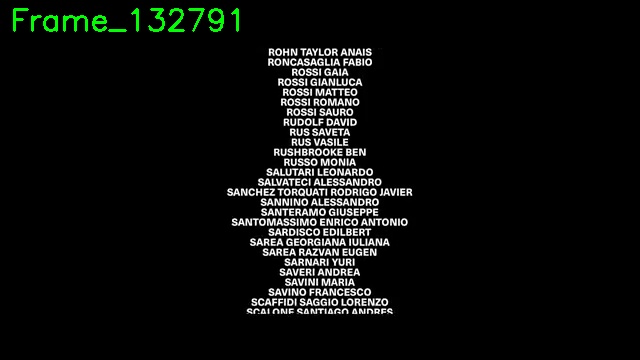 Frame_132791
ROHN TAYLOR ANAIS
RONCASAGLIA FABIO
ROSSI GAIA
ROSSI GIANLUCA
ROSSI MATTEO
ROSSI ROMANO
ROSSI SAURO
RUDOLF DAVID
RUS SAVETA
RUS VASILE
RUSHBROOKE BEN
RUSSO MONIA
SALUTARI LEONARDO
SALVATECI ALESSANDRO
SANCHEZ TORQUATI RODRIGO JAVIER
SANNINO ALESSANDRO
SANTERAMO GIUSEPPE
SANTOMASSIMO ENRICO ANTONIO
SARDISCO EDILBERT
SAREA GEORGIANA IULIANA
SAREA RAZVAN EUGEN
SARNARI YURI
SAVERI ANDREA
SAVINI MARIA
SAVINO FRANCESCO
SCAFFIDI SAGGIO LORENZO
SCALONE SANTIAGO ANDRES